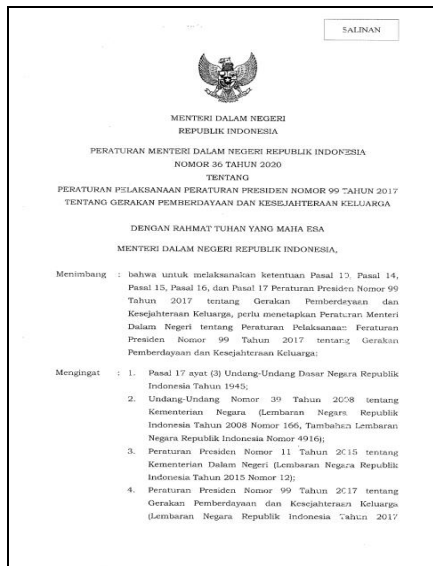 SALINAN
MENTERI DALAM NEGERI
REPUBLIK INDONESIA
PERATURAN MENTERI DALAM NEGERI REPUBLIK INDONESIA
NOMOR 36 TAHUN 2020
TENTANG
PERATURAN PELAKSANAAN PERATURAN PRESIDEN NOMOR 99 TAHUN 2017
TENTANG GERAKAN PEMBERDAYAAN DAN KESEJAHTERAAN KELUARGA
DENGAN RAHMAT TUHAN YANG MAHA ESA
MENTERI DALAM NEGERI REPUBLIK INDONESIA,
Menimbang : bahwa untuk melaksanakan ketentuan Pasal 10, Pasal 14,
Pasal 15, Pasal 16, dan Pasal 17 Peraturan Presiden Nomor 99
Tahun 2017 tentang Gerakan Pemberdayaan dan
Kesejahteraan Keluarga, perlu menetapkan Peraturan Menteri
Dalam Negeri tentang Peraturan Pelaksanaan Peraturan
Presiden Nomor 99 Tahun 2017 tentang Gerakan
Pemberdayaan dan Kesejahteraan Keluarga;
Mengingat : 1. Pasal 17 ayat (3) Undang-Undang Dasar Negara Republik
Indonesia Tahun 1945;
2. Undang-Undang Nomor 39 Tahun 2008 tentang
Kementerian Negara (Lembaran Negara Republik
Indonesia Tahun 2008 Nomor 166, Tambahan Lembaran
Negara Republik Indonesia Nomor 4916);
3. Peraturan Presiden Nomor 11 Tahun 2015 tentang
Kementerian Dalam Negeri (Lembaran Negara Republik
Indonesia Tahun 2015 Nomor 12);
4. Peraturan Presiden Nomor 99 Tahun 2017 tentang
Gerakan Pemberdayaan dan Kesejahteraan Keluarga
(Lembaran Negara Republik Indonesia Tahun 2017